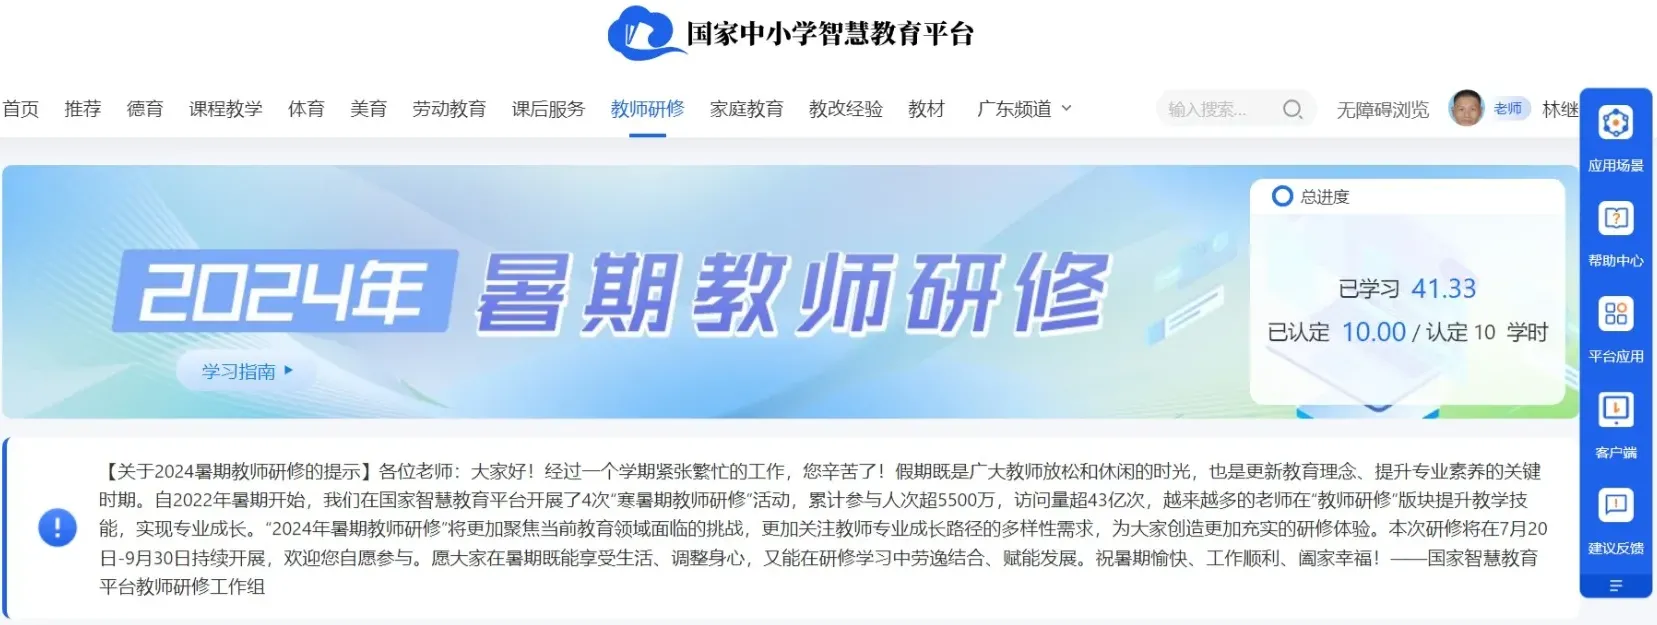 国家中小学智慧教育平台
首页 推荐 德育 课程教学 体育 美育 劳动教育 课后服务 教师研修 家庭教育 教改经验 教材 广东频道 输入搜索... 无障碍浏览 老师 林继
应用场景
帮助中心
平台应用
客户端
建议反馈
2024年 暑期教师研修
学习指南
总进度
已学习 41.33
已认定 10.00 / 认定 10 学时
【关于2024暑期教师研修的提示】各位老师：大家好！经过一个学期紧张繁忙的工作，您辛苦了！假期既是广大教师放松和休闲的时光，也是更新教育理念、提升专业素养的关键
时期。自2022年暑期开始，我们在国家智慧教育平台开展了4次“寒暑期教师研修”活动，累计参与人次超5500万，访问量超43亿次，越来越多的老师在“教师研修”版块提升教学技
能，实现专业成长。“2024年暑期教师研修”将更加聚焦当前教育领域面临的挑战，更加关注教师专业成长路径的多样性需求，为大家创造更加充实的研修体验。本次研修将在7月20
日-9月30日持续开展，欢迎您自愿参与。愿大家在暑期既能享受生活、调整身心，又能在研修学习中劳逸结合、赋能发展。祝暑期愉快、工作顺利、阖家幸福！——国家智慧教育
平台教师研修工作组